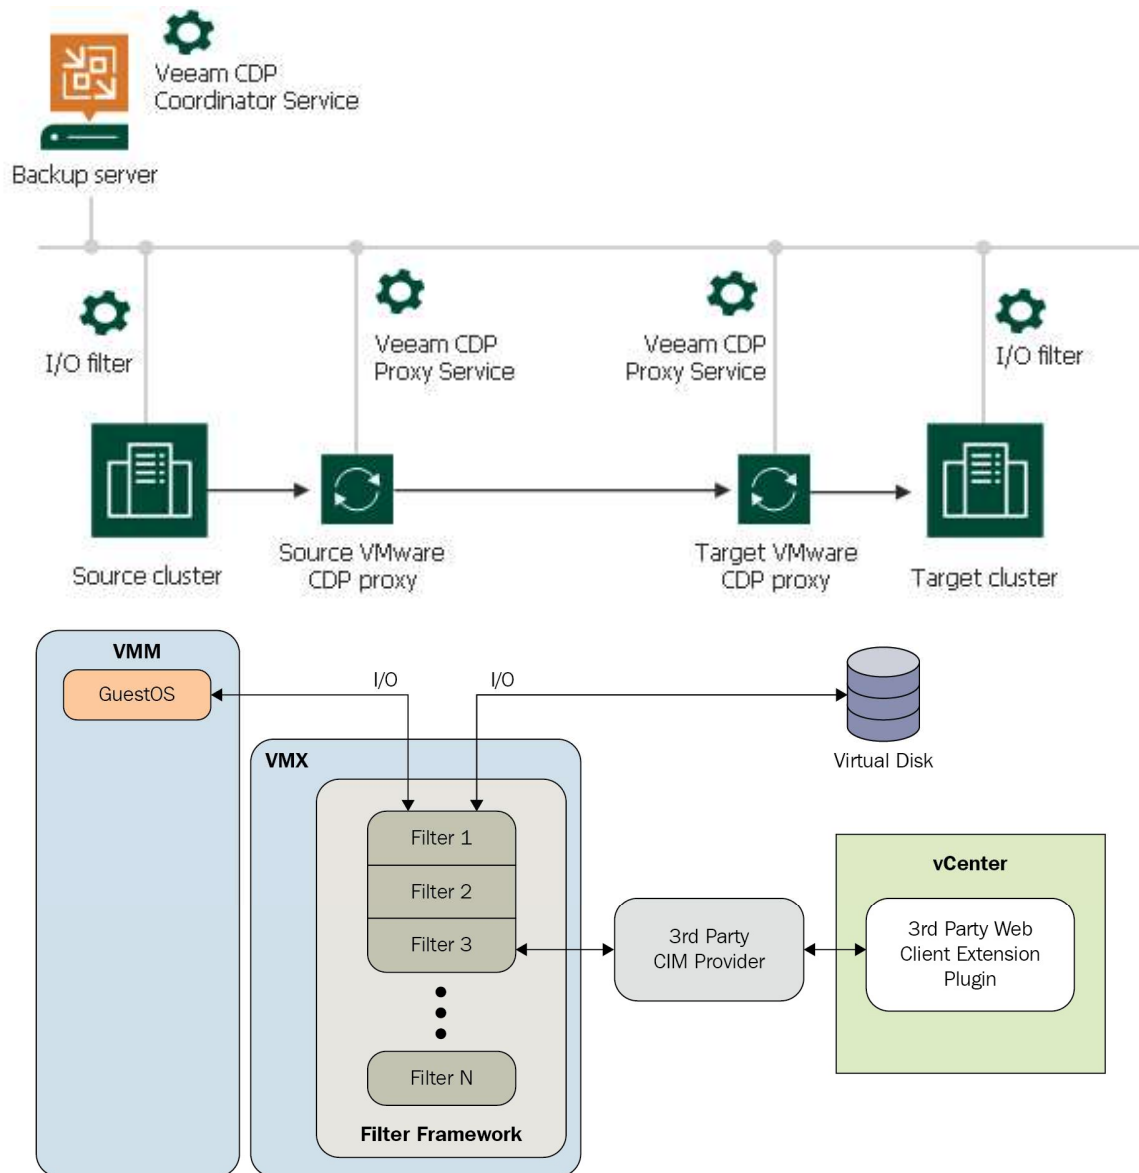 Veeam CDP
Coordinator Service
Backup server
I/O filter
Veeam CDP
Proxy Service
Veeam CDP
Proxy Service
I/O filter
Source cluster
Source VMware
CDP proxy
Target VMware
CDP proxy
Target cluster
VMM
GuestOS
I/O
I/O
Virtual Disk
VMX
Filter 1
Filter 2
Filter 3
Filter N
Filter Framework
3rd Party
CIM Provider
vCenter
3rd Party Web
Client Extension
Plugin